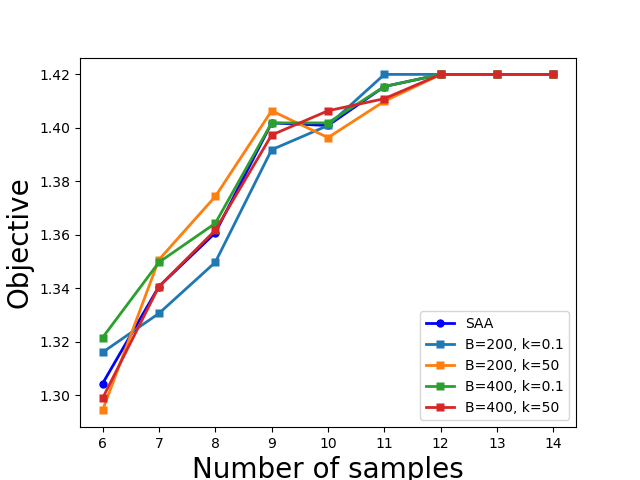 1.42
1.40
1.38
1.36
1.34
1.32
1.30
Objective
SAA
B=200, k=0.1
B=200, k=50
B=400, k=0.1
B=400, k=50
6 7 8 9 10 11 12 13 14
Number of samples